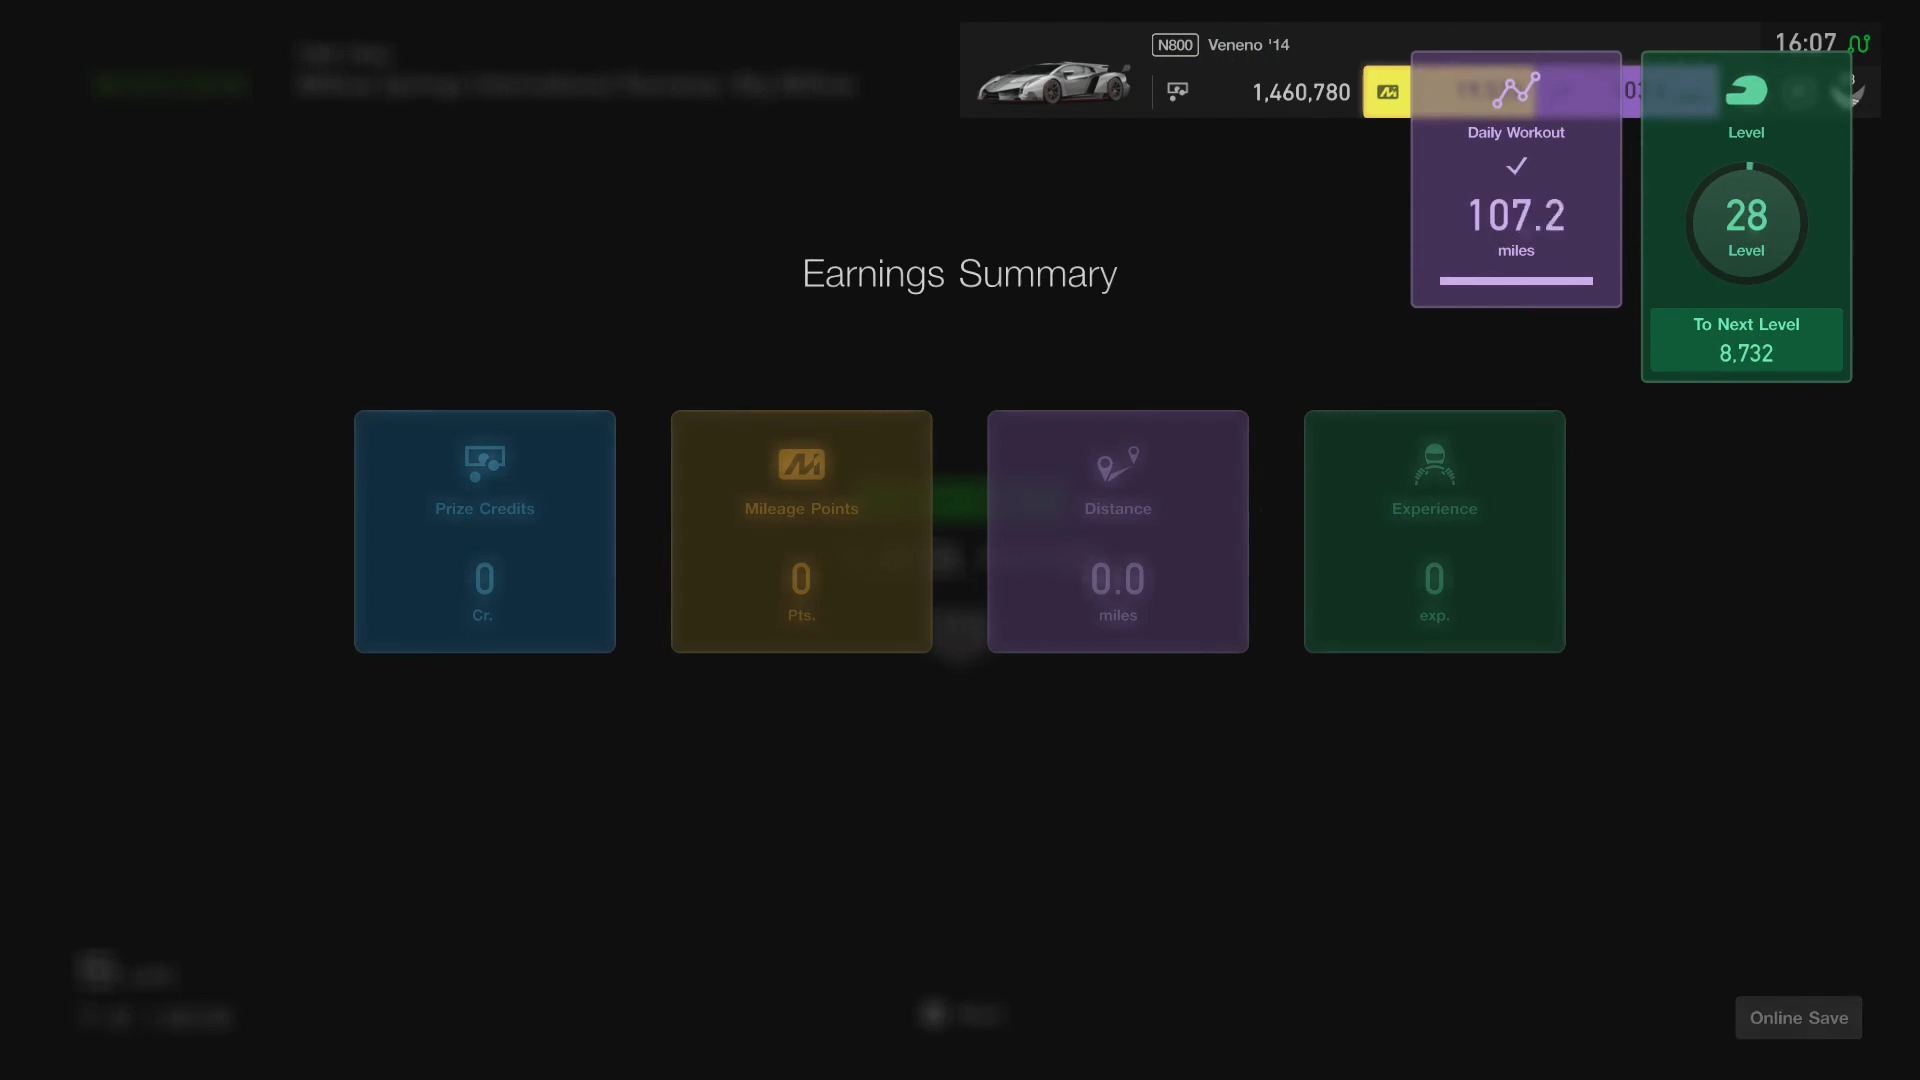 N800 Veneno '14
16:07
1,460,780
Daily Workout
107.2
miles
Level
28
Level
To Next Level
8,732
Earnings Summary
Prize Credits
0
Cr.
Mileage Points
0
Pts.
Distance
0.0
miles
Experience
0
exp.
Online Save